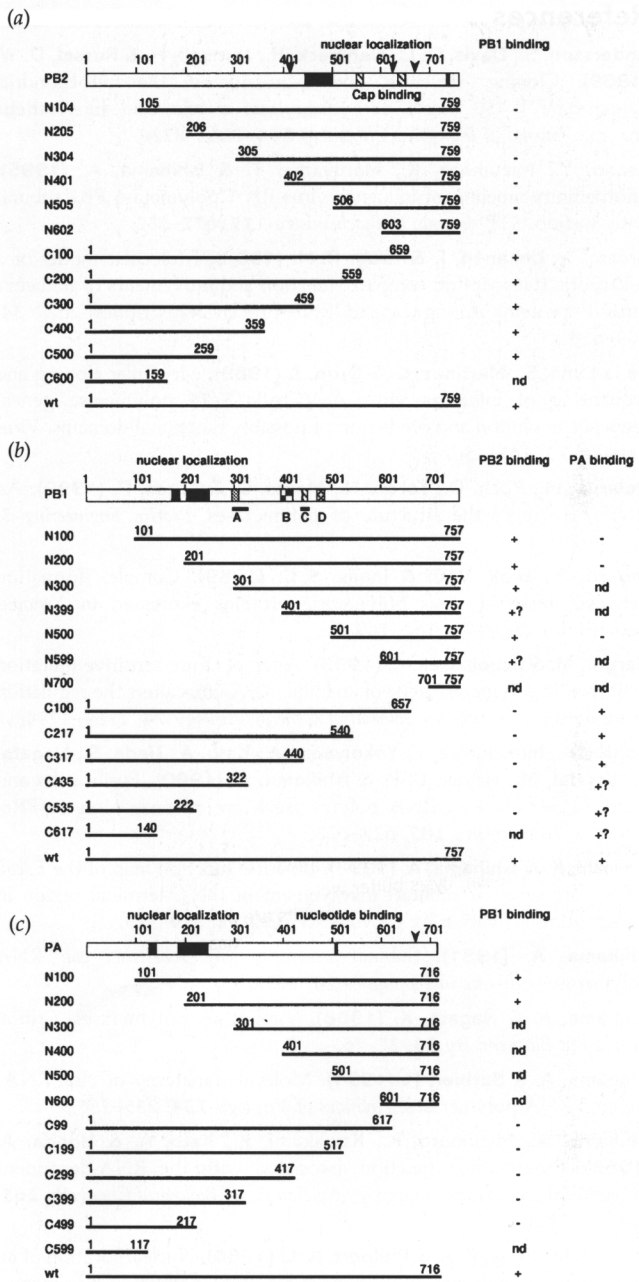 (a)
nuclear localization PB1 binding
101 201 301 401 501 601 701
PB2
Cap binding
N104 105 759 -
N205 206 759 -
N304 305 759 -
402 759 -
N505 506 759 -
N602 603 759 -
C100 1 659 +
C200 1 559 +
C300 1 459 +
C400 1 359 +
C500 1 259 +
C600 1 159 nd
wt 1 759 +
(b)
nuclear localization PB2 binding PA binding
101 201 301 401 501 601 701
PB1
A B C
N100 101 757 + -
N200 201 757 + -
N300 301 757 + nd
N399 401 757 +? nd
N500 501 757 + -
N599 601 757 +? nd
N700 701 757 nd nd
C100 1 657 - +
C217 1 540 - +
C317 1 440 - +
C435 1 322 - +?
C535 1 222 - +?
C617 1 140 nd +?
wt 1 757 + +
(c)
nuclear localization nucleotide binding PB1 binding
101 201 301 401 501 601 701
PA
N100 101 716 +
N200 201 716 +
N300 301 716 nd
N400 401 716 nd
N500 501 716 nd
N600 601 716 nd
C99 1 617 -
C199 1 517 -
C299 1 417 -
C399 1 317 -
C499 1 217 -
C599 1 117 nd
wt 1 716 +